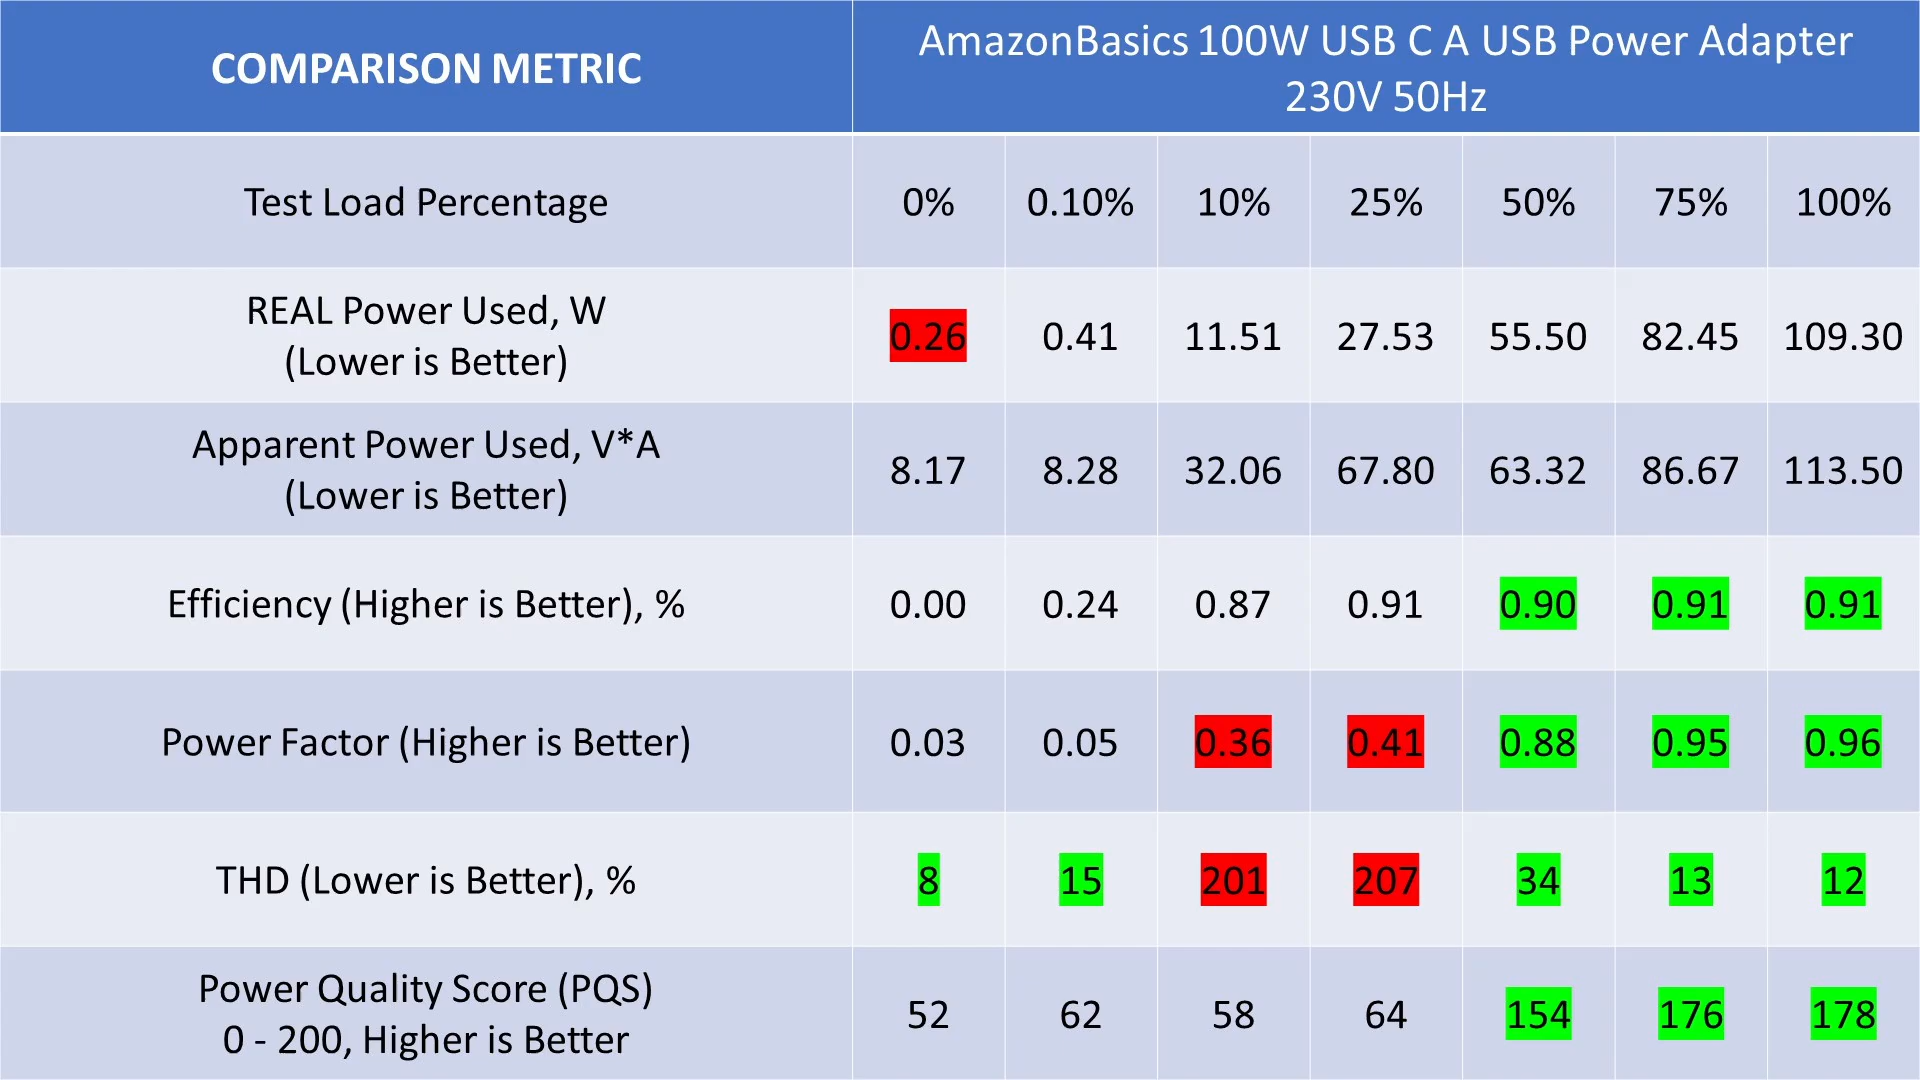 COMPARISON METRIC
AmazonBasics 100W USB C A USB Power Adapter
230V 50Hz
Test Load Percentage 0% 0.10% 10% 25% 50% 75% 100%
REAL Power Used, W
(Lower is Better)
0.26 0.41 11.51 27.53 55.50 82.45 109.30
Apparent Power Used, V*A
(Lower is Better)
8.17 8.28 32.06 67.80 63.32 86.67 113.50
Efficiency (Higher is Better), % 0.00 0.24 0.87 0.91 0.90 0.91 0.91
Power Factor (Higher is Better) 0.03 0.05 0.36 0.41 0.88 0.95 0.96
THD (Lower is Better), % 8 15 201 207 34 13 12
Power Quality Score (PQS)
0 - 200, Higher is Better
52 62 58 64 154 176 178